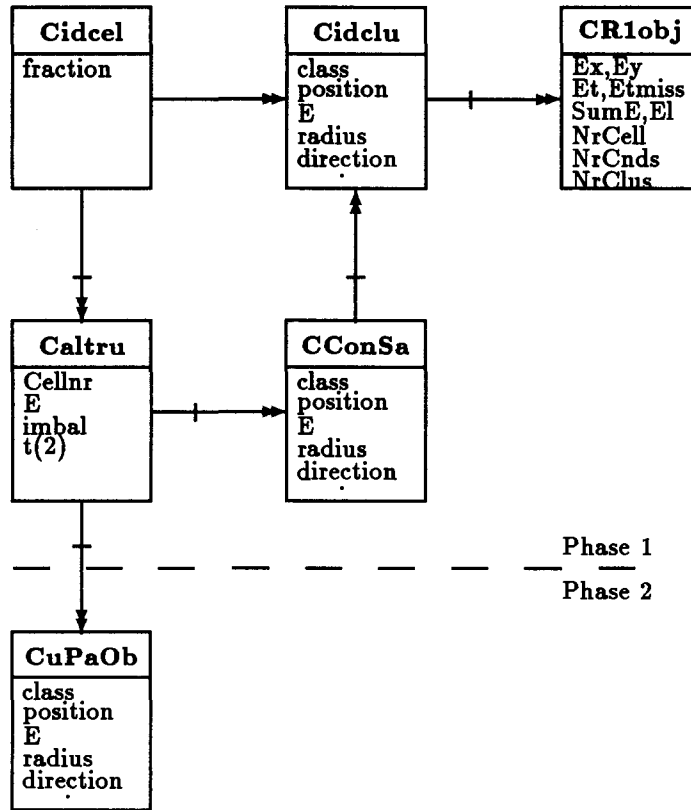 Cidcel
fraction
Cidclu
class
position
E
radius
direction
.
CR1obj
Ex,Ey
Et,Etmiss
SumE,El
NrCell
NrCnds
NrClus
Caltru
Cellnr
E
imbal
t(2)
CConSa
class
position
E
radius
direction
.
Phase 1
Phase 2
CuPaOb
class
position
E
radius
direction
.